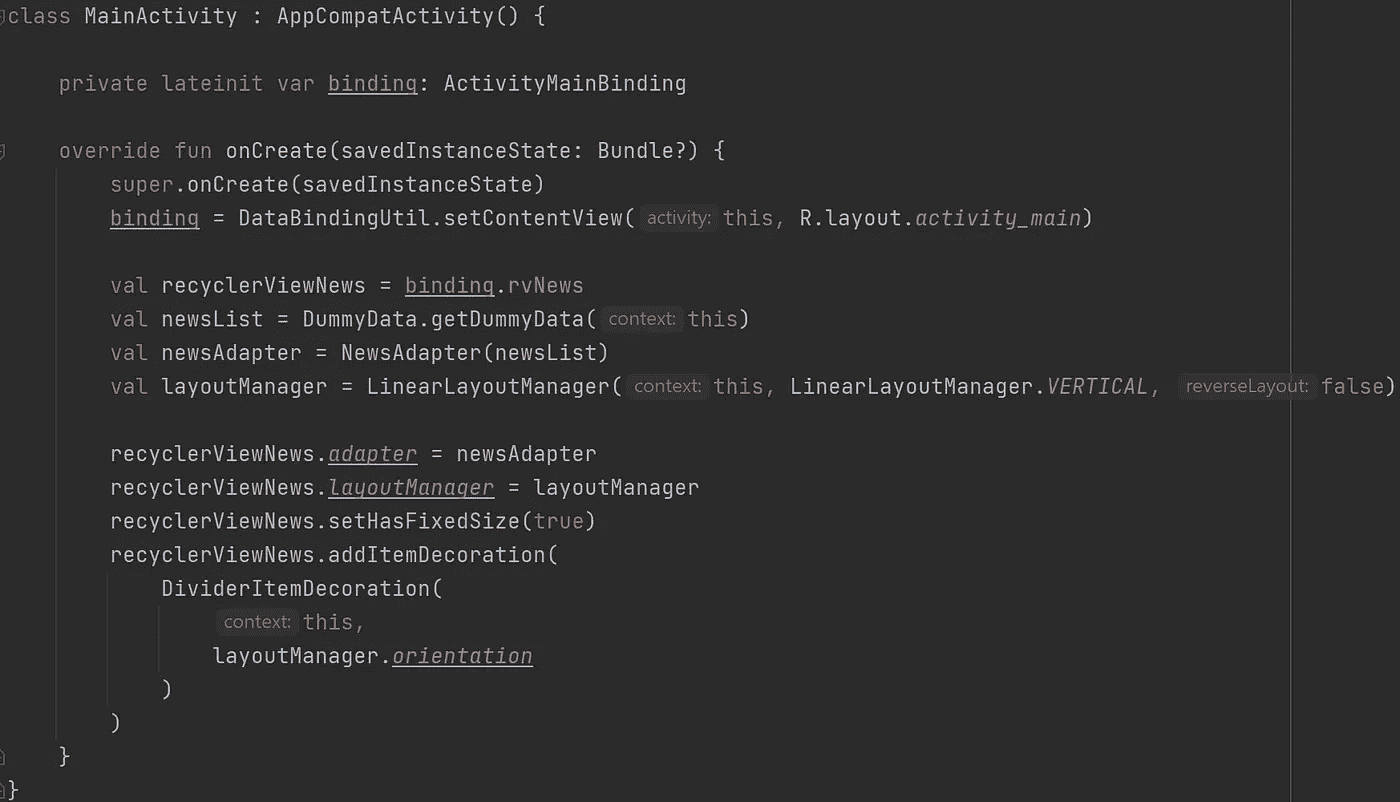 class MainActivity : AppCompatActivity() {
private lateinit var binding: ActivityMainBinding
override fun onCreate(savedInstanceState: Bundle?) {
super.onCreate(savedInstanceState)
binding = DataBindingUtil.setContentView( activity: this, R.layout.activity_main)
val recyclerViewNews = binding.rvNews
val newsList = DummyData.getDummyData( context: this)
val newsAdapter = NewsAdapter(newsList)
val layoutManager = LinearLayoutManager( context: this, LinearLayoutManager.VERTICAL, reverseLayout: false)
recyclerViewNews.adapter = newsAdapter
recyclerViewNews.layoutManager = layoutManager
recyclerViewNews.setHasFixedSize(true)
recyclerViewNews.addItemDecoration(
DividerItemDecoration(
context: this,
layoutManager.orientation
)
)
}
}